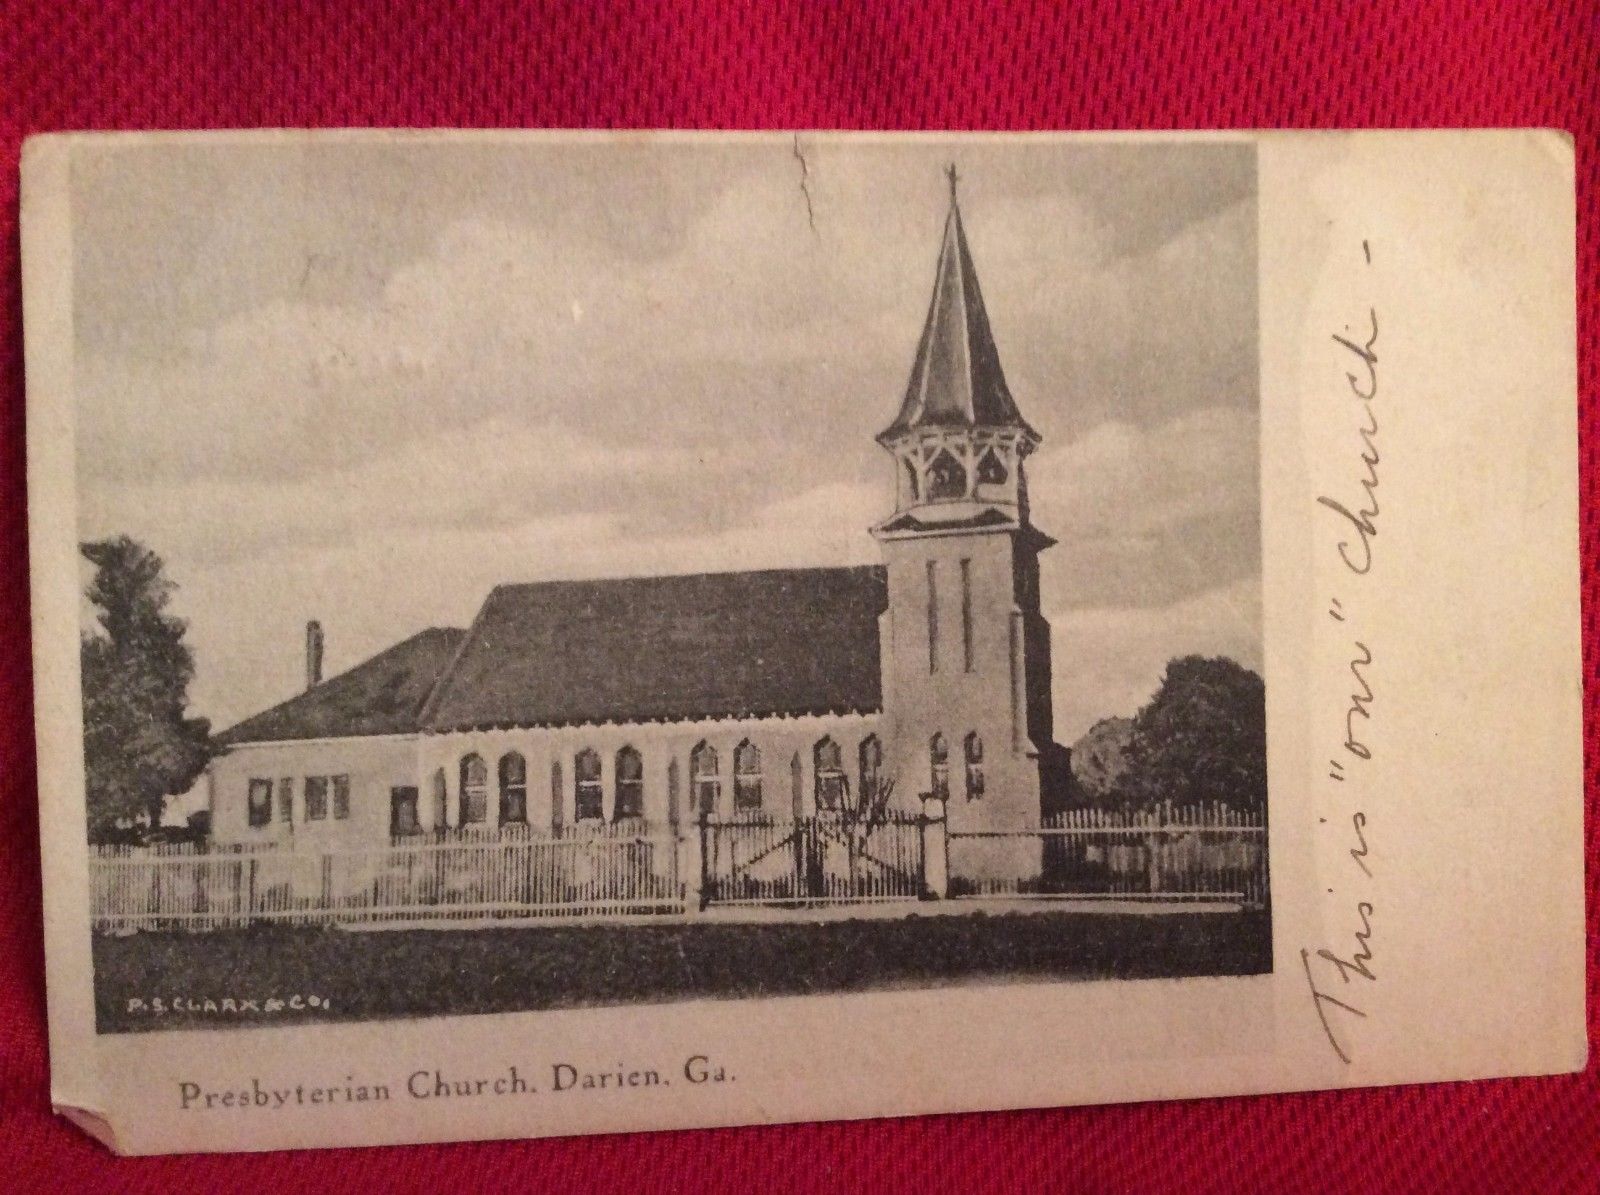 P.S. CLARK & CO.
Presbyterian Church, Darien, Ga.
This is "our" church -